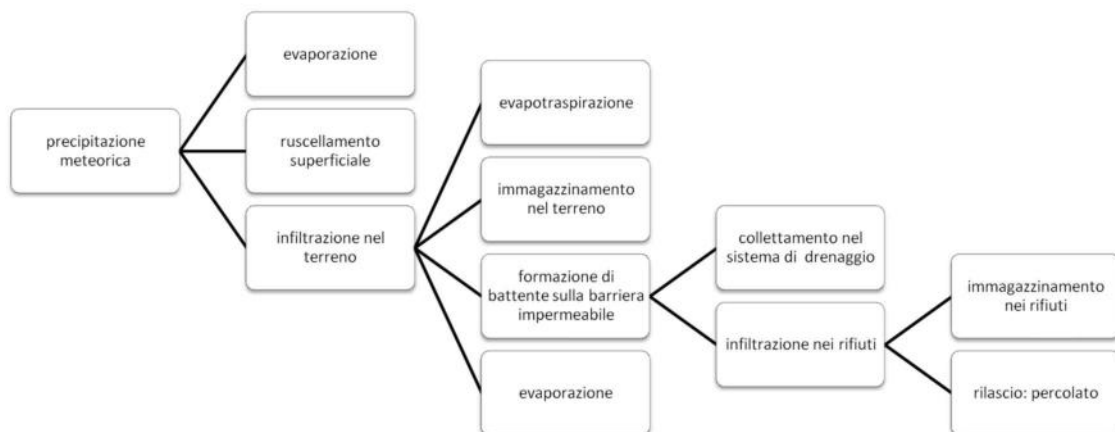 precipitazione
meteorica
evaporazione
ruscellamento
superficiale
infiltrazione nel
terreno
evapotraspirazione
immagazzinamento
nel terreno
formazione di
battente sulla barriera
impermeabile
evaporazione
collettamento nel
sistema di drenaggio
infiltrazione nei rifiuti
immagazzinamento
nei rifiuti
rilascio: percolato